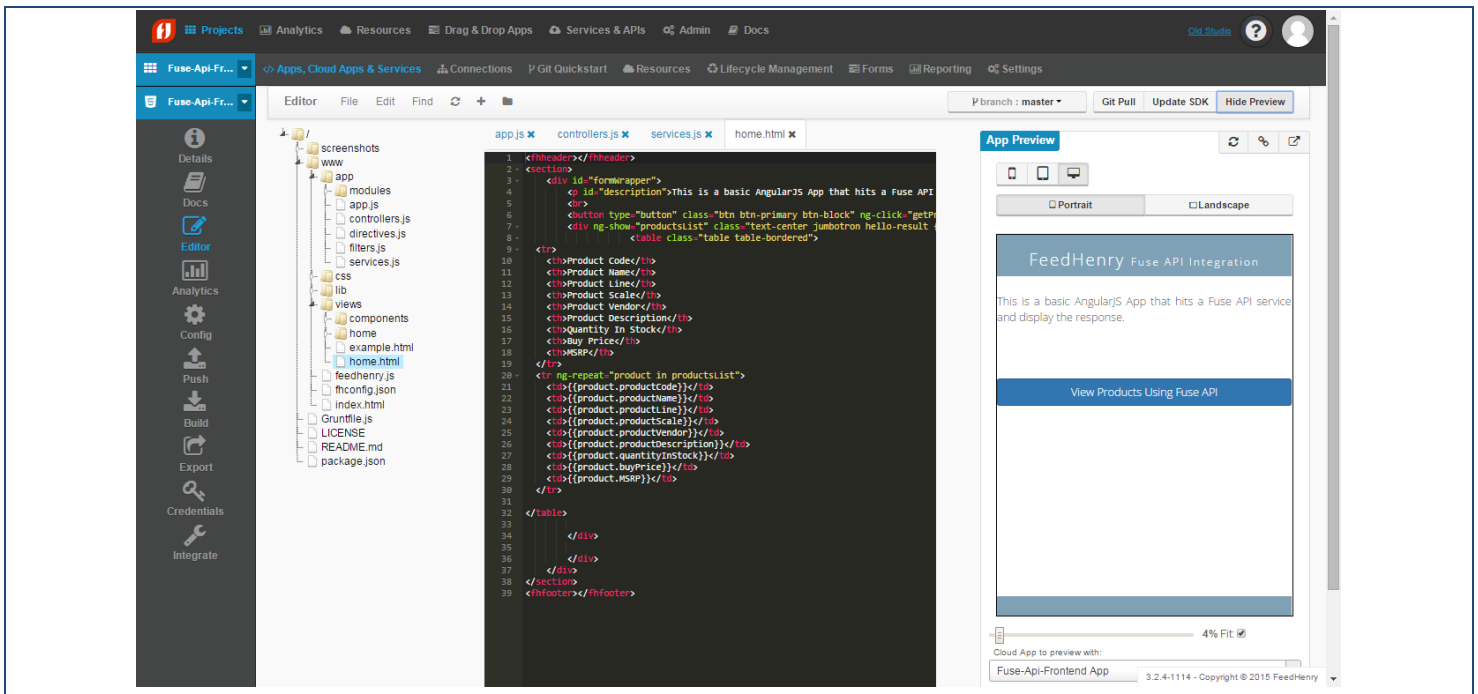 Projects Analytics Resources Drag & Drop Apps Services & APIs Admin Docs Old Studio ?
Fuse-Api-Fr... </> Apps, Cloud Apps & Services Connections Git Quickstart Resources Lifecycle Management Forms Reporting Settings
Fuse-Api-Fr... Editor File Edit Find branch : master Git Pull Update SDK Hide Preview
Details
Docs
Editor
Analytics
Config
Push
Build
Export
Credentials
Integrate
/
screenshots
www
app
modules
app.js
controllers.js
directives.js
filters.js
services.js
css
lib
views
components
home
example.html
home.html
feedhenry.js
fhconfig.json
index.html
Gruntfile.js
LICENSE
README.md
package.json
app.js × controllers.js × services.js × home.html ×
1 <fhheader></fhheader>
2 <section>
3 <div id="formWrapper">
4 <p id="description">This is a basic AngularJS App that hits a Fuse API
5 <br>
6 <button type="button" class="btn btn-primary btn-block" ng-click="getPr
7 <div ng-show="productsList" class="text-center jumbotron hello-result {
8 <table class="table table-bordered">
9 <tr>
10 <th>Product Code</th>
11 <th>Product Name</th>
12 <th>Product Line</th>
13 <th>Product Scale</th>
14 <th>Product Vendor</th>
15 <th>Product Description</th>
16 <th>Quantity In Stock</th>
17 <th>Buy Price</th>
18 <th>MSRP</th>
19 </tr>
20 <tr ng-repeat="product in productsList">
21 <td>{{product.productCode}}</td>
22 <td>{{product.productName}}</td>
23 <td>{{product.productLine}}</td>
24 <td>{{product.productScale}}</td>
25 <td>{{product.productVendor}}</td>
26 <td>{{product.productDescription}}</td>
27 <td>{{product.quantityInStock}}</td>
28 <td>{{product.buyPrice}}</td>
29 <td>{{product.MSRP}}</td>
30 </tr>
31
32 </table>
33
34 </div>
35
36 </div>
37 </div>
38 </section>
39 <fhfooter></fhfooter>
App Preview
Portrait Landscape
FeedHenry Fuse API Integration
This is a basic AngularJS App that hits a Fuse API service
and display the response.
View Products Using Fuse API
4% Fit:
Cloud App to preview with:
Fuse-Api-Frontend App
3.2.4-1114 - Copyright © 2015 FeedHenry